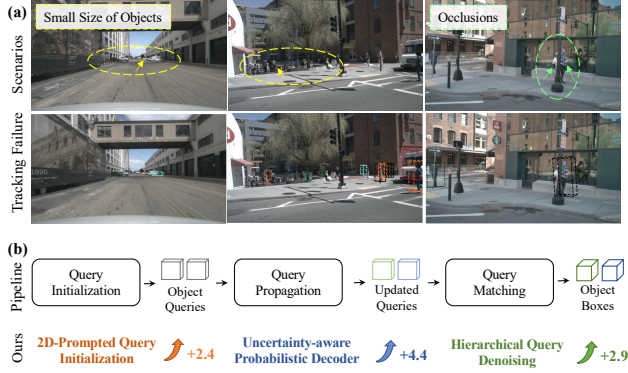 (a)
Small Size of Objects
Occlusions
Scenarios
Tracking Failure
1895
(b)
Pipeline
Query
Initialization
Object
Queries
Query
Propagation
Updated
Queries
Query
Matching
Object
Boxes
Ours
2D-Prompted Query
Initialization
+2.4
Uncertainty-aware
Probabilistic Decoder
+4.4
Hierarchical Query
Denoising
+2.9